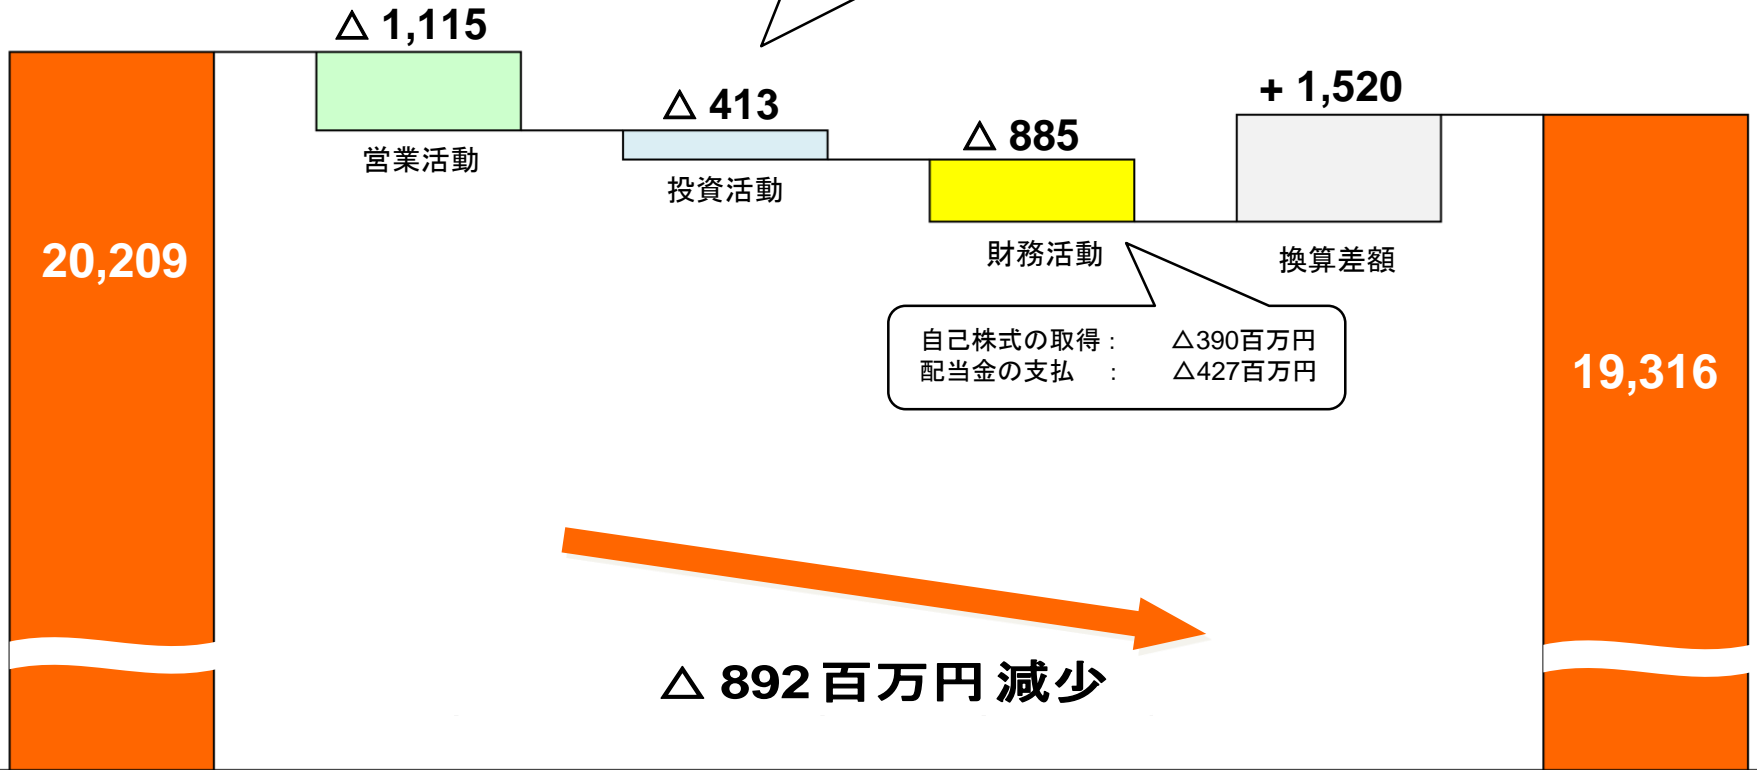 △ 1,115
営業活動
△ 413
投資活動
△ 885
財務活動
+ 1,520
換算差額
20,209
自己株式の取得 : △390百万円
配当金の支払 : △427百万円
19,316
△ 892 百万円 減少